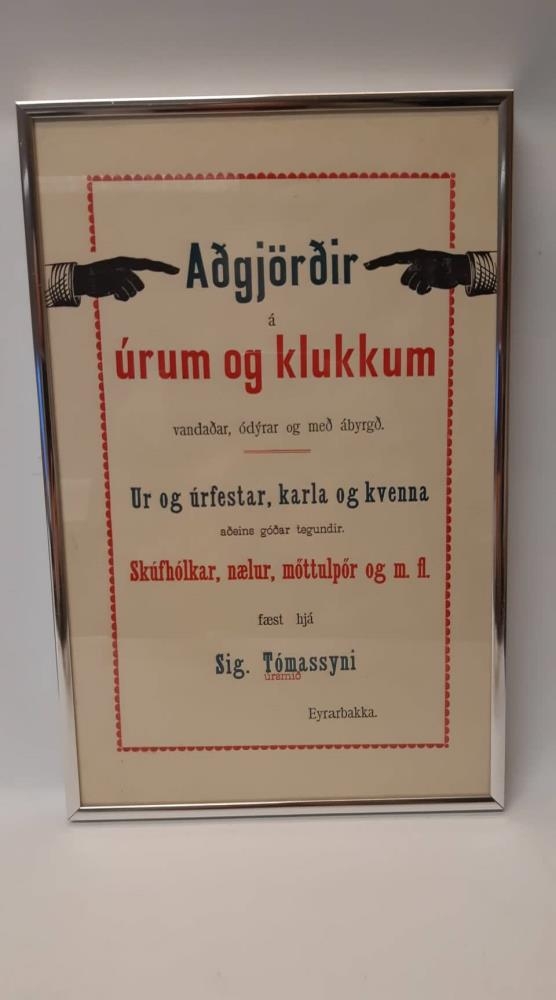 Aðgjörðir
á
úrum og klukkum
vandaðar, ódýrar og með ábyrgð.
Ur og úrfestar, karla og kvenna
aðeins góðar tegundir.
Skúfhólkar, nælur, mőttulpőr og m. fl.
fæst hjá
Sig. Tómassyni
úrsmið
Eyrarbakka.